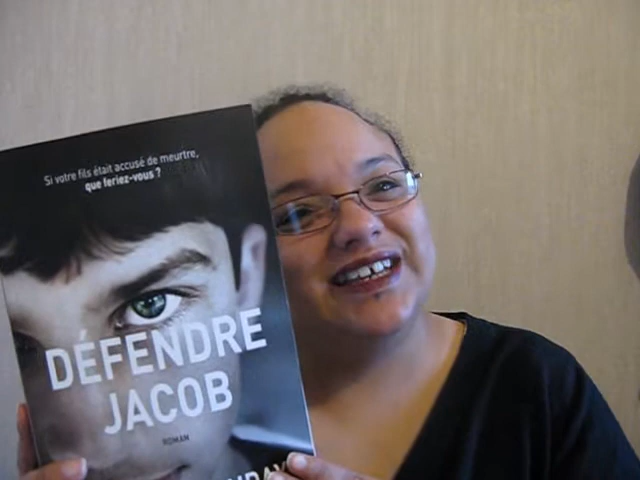 Si votre fils était accusé de meurtre,
que feriez-vous ?
DÉFENDRE
JACOB
ROMAN